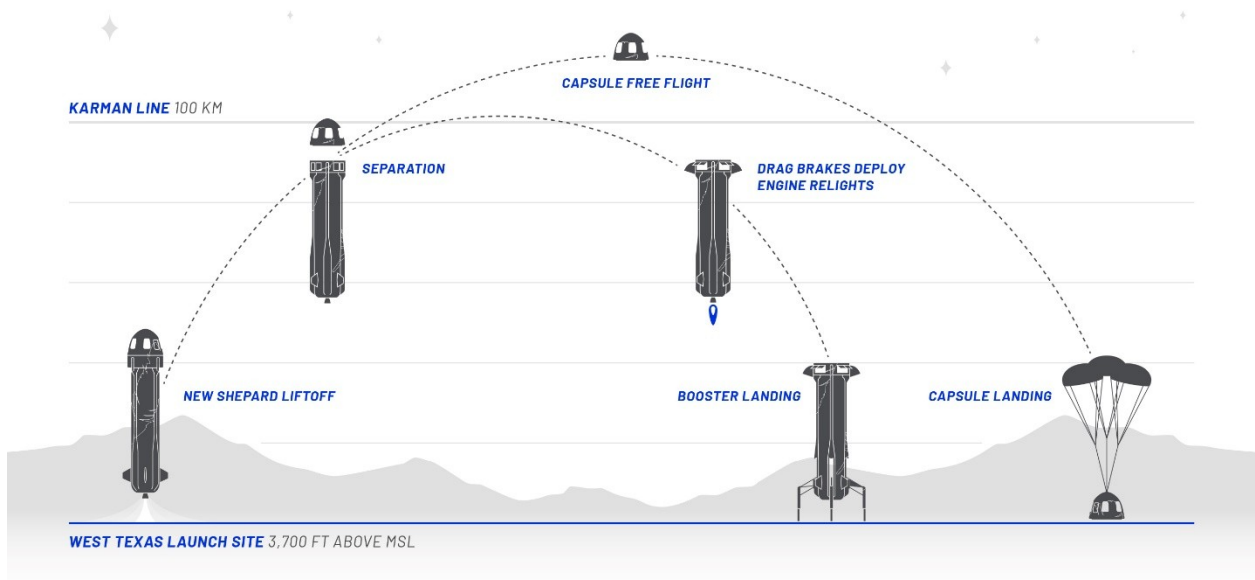 CAPSULE FREE FLIGHT
KARMAN LINE 100 KM
SEPARATION
DRAG BRAKES DEPLOY
ENGINE RELIGHTS
NEW SHEPARD LIFTOFF
BOOSTER LANDING
CAPSULE LANDING
WEST TEXAS LAUNCH SITE 3,700 FT ABOVE MSL